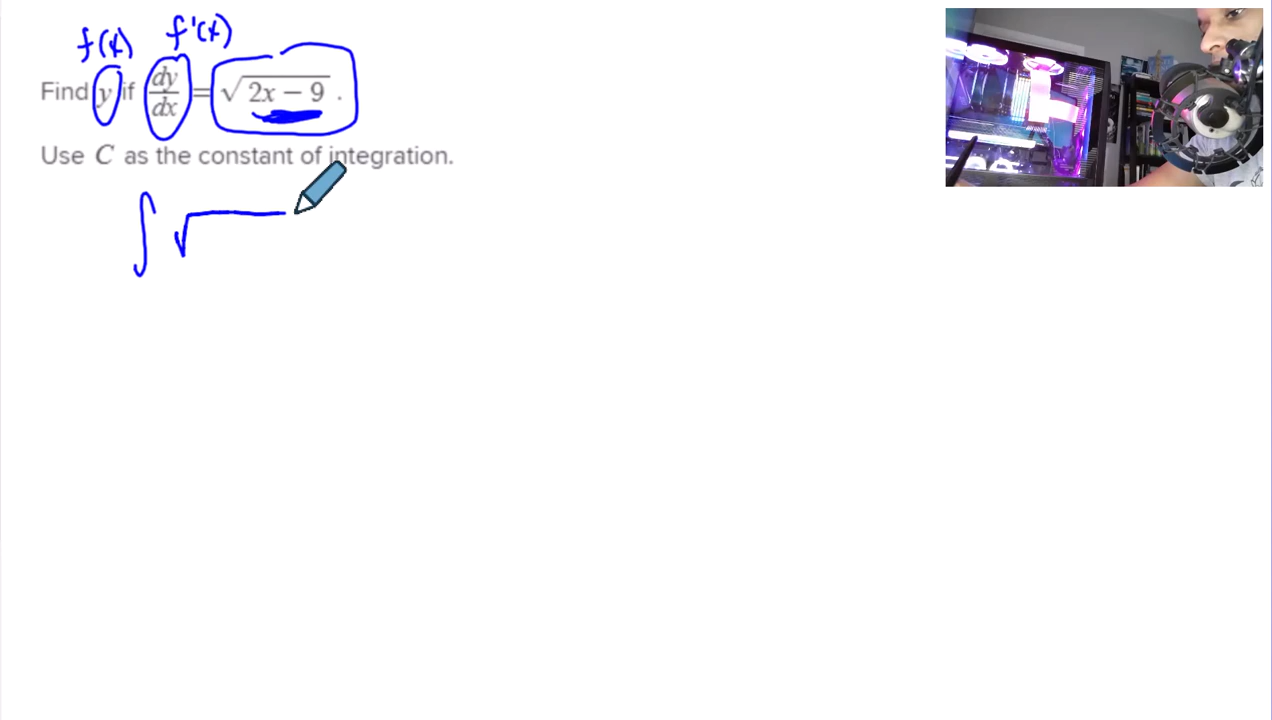 f(x) f'(x)
Find y if dy/dx = √(2x − 9) .
Use C as the constant of integration.
∫ √